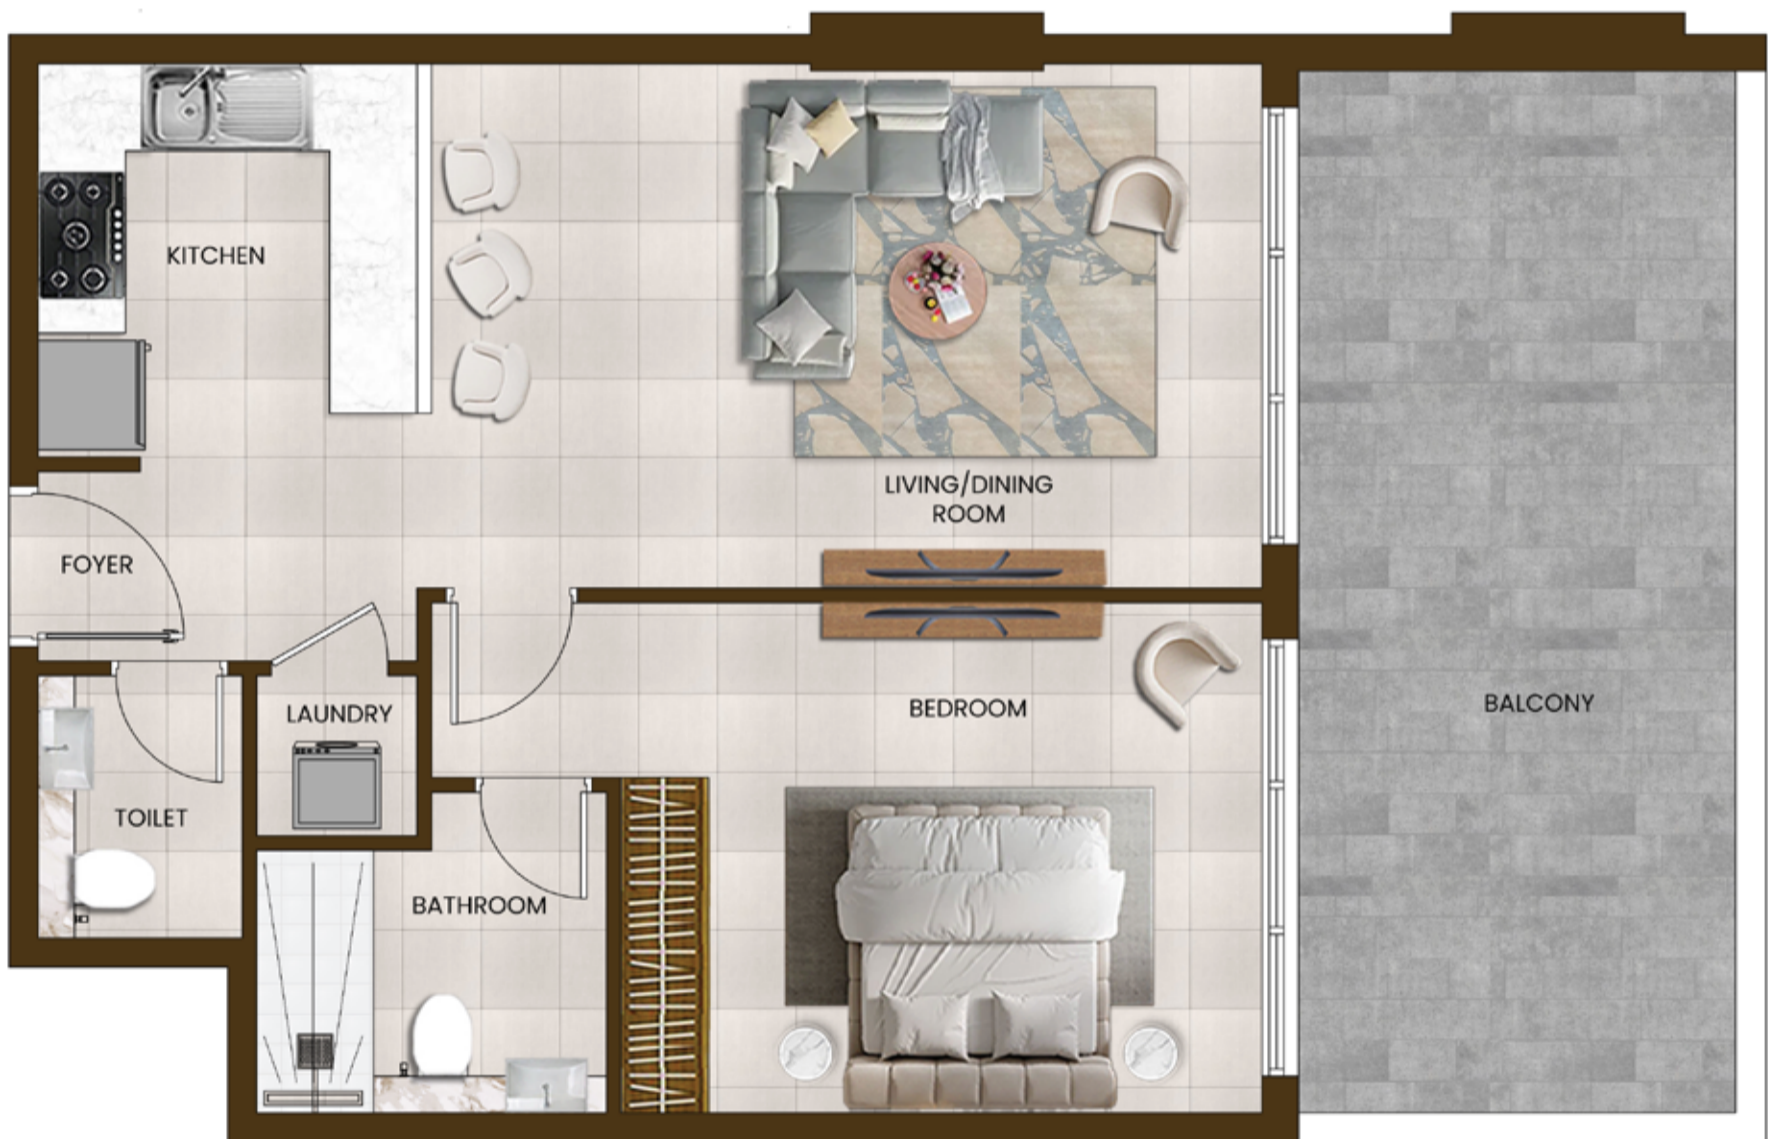 KITCHEN
LIVING/DINING
ROOM
FOYER
LAUNDRY
BEDROOM
BALCONY
TOILET
BATHROOM